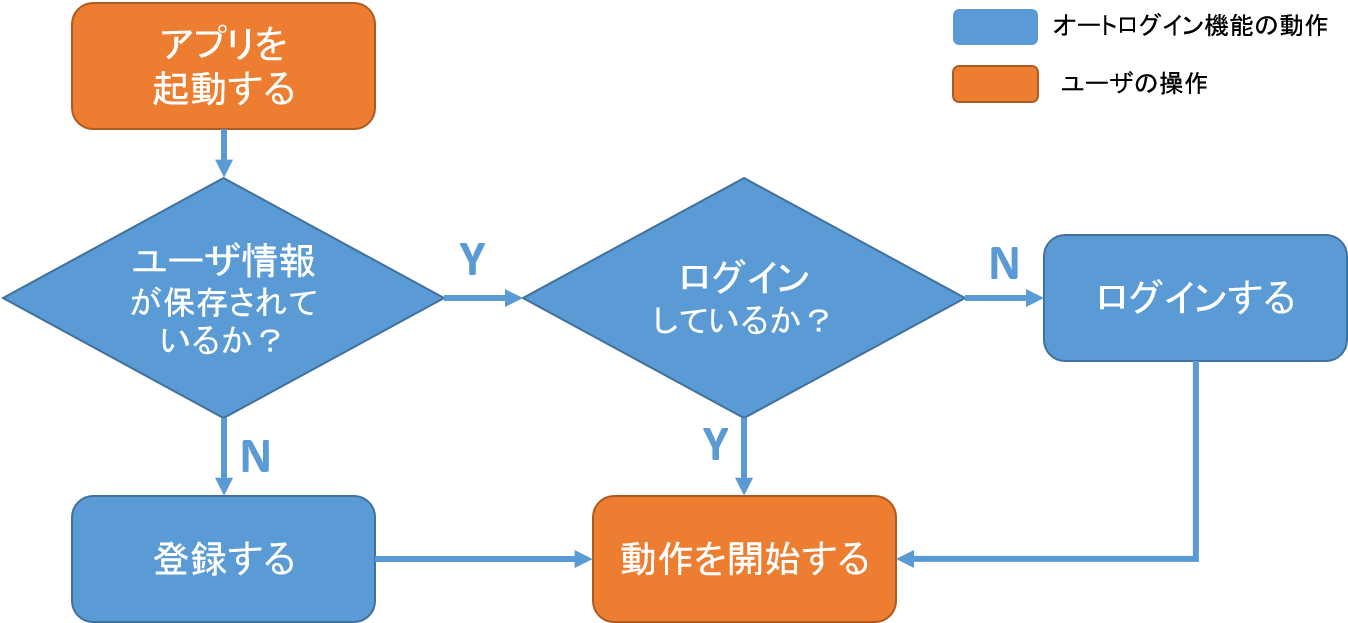 アプリを
起動する
オートログイン機能の動作
ユーザの操作
ユーザ情報
が保存されて
いるか？
Y
ログイン
しているか？
N
ログインする
N
Y
登録する
動作を開始する